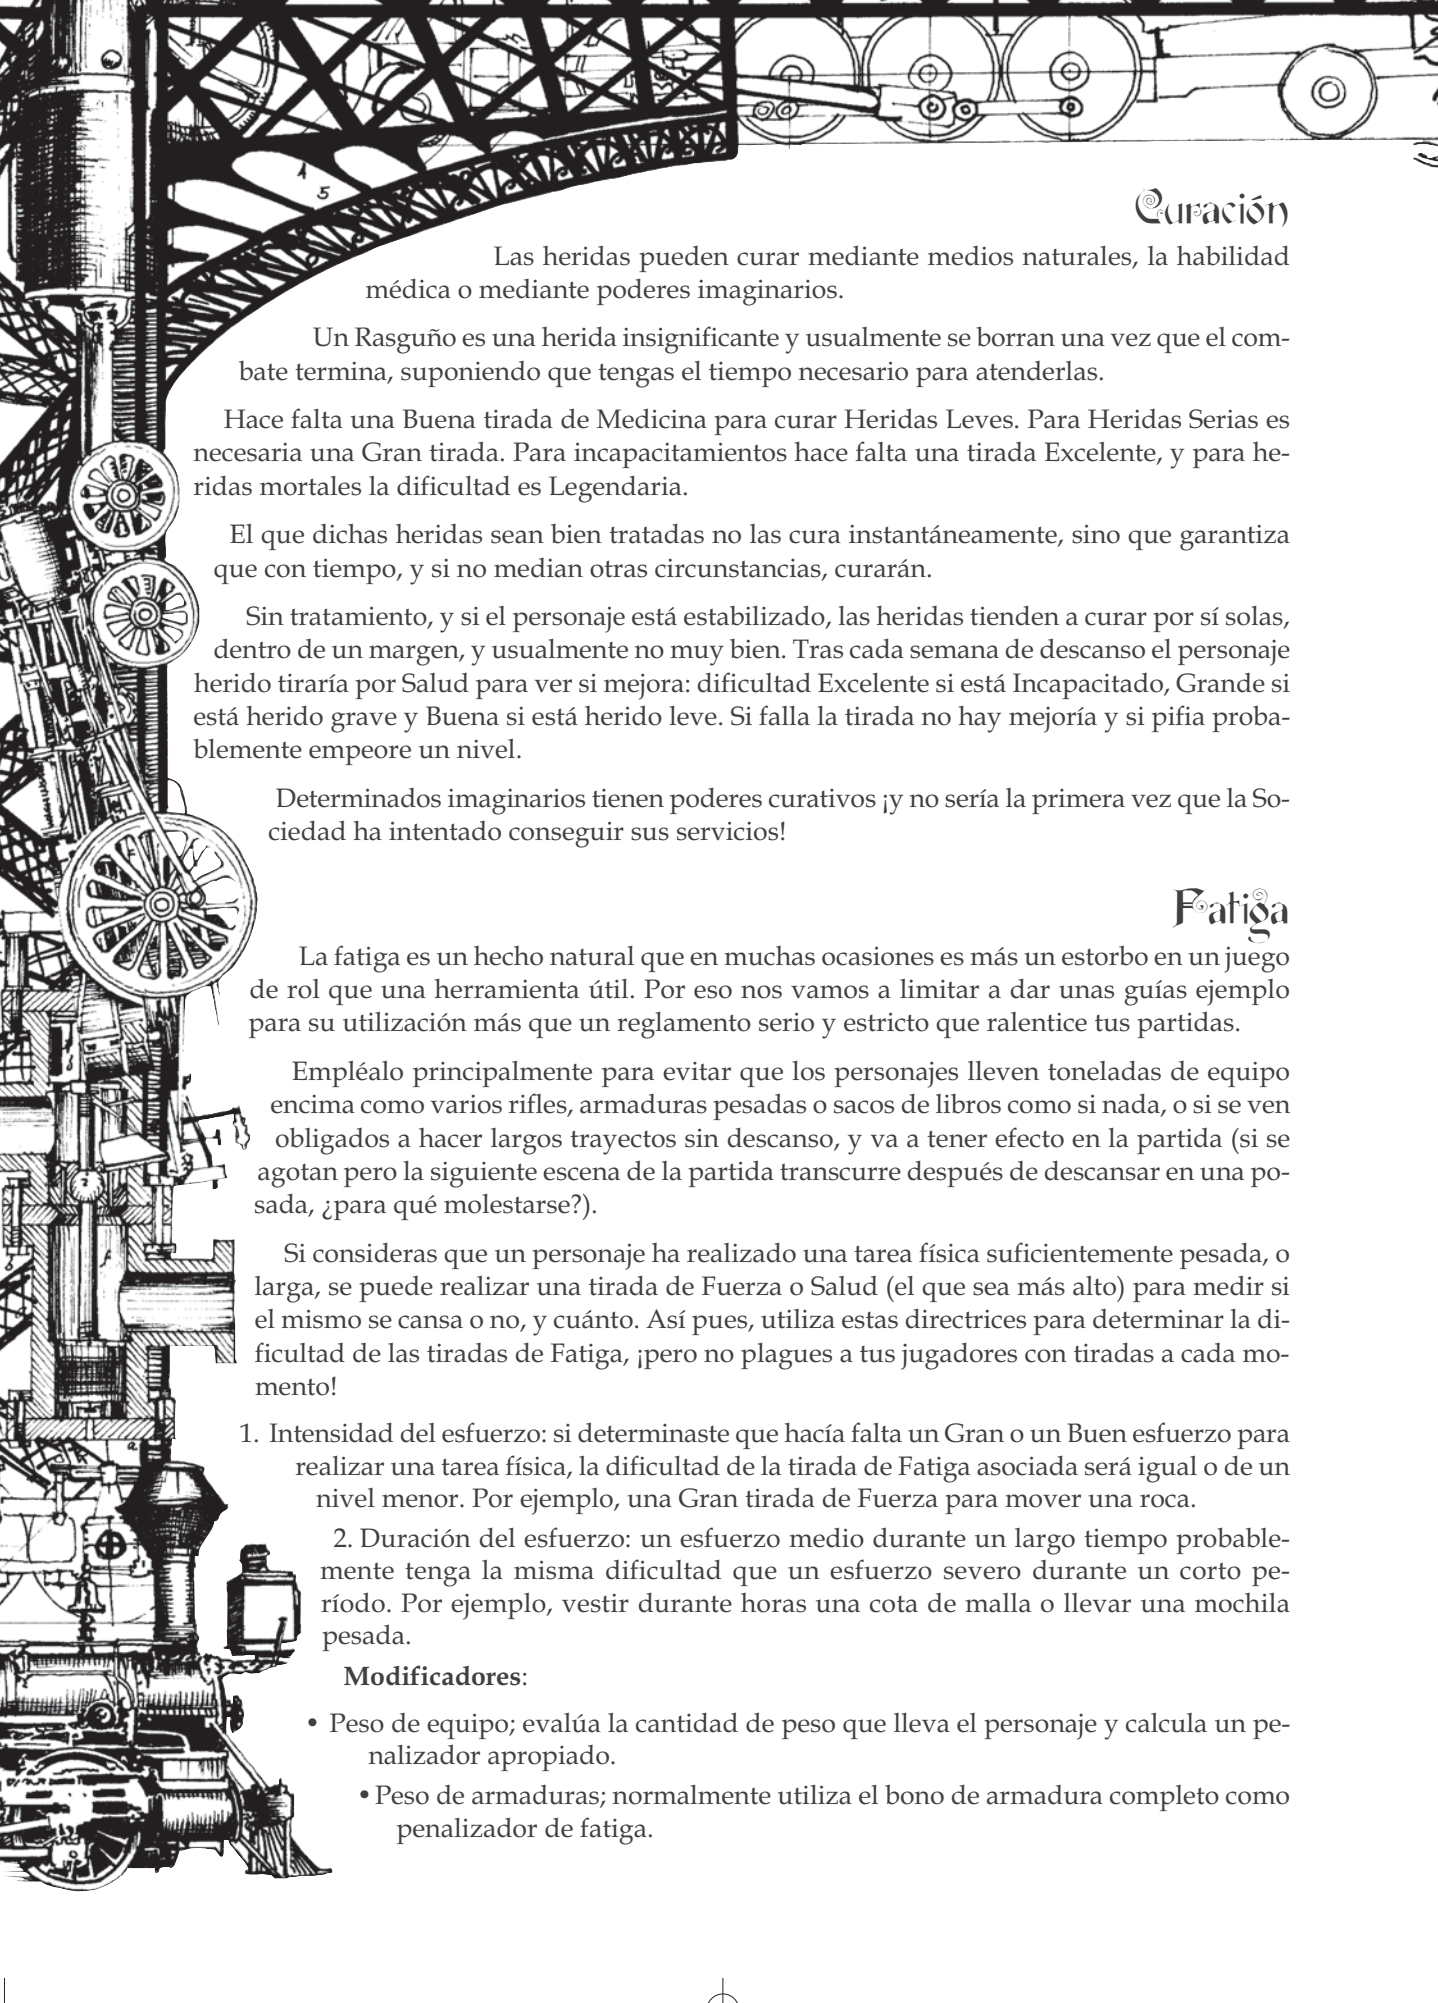 5
Curación
Las heridas pueden curar mediante medios naturales, la habilidad
médica o mediante poderes imaginarios.
Un Rasguño es una herida insignificante y usualmente se borran una vez que el com-
bate termina, suponiendo que tengas el tiempo necesario para atenderlas.
Hace falta una Buena tirada de Medicina para curar Heridas Leves. Para Heridas Serias es
necesaria una Gran tirada. Para incapacitamientos hace falta una tirada Excelente, y para he-
ridas mortales la dificultad es Legendaria.
El que dichas heridas sean bien tratadas no las cura instantáneamente, sino que garantiza
que con tiempo, y si no median otras circunstancias, curarán.
Sin tratamiento, y si el personaje está estabilizado, las heridas tienden a curar por sí solas,
dentro de un margen, y usualmente no muy bien. Tras cada semana de descanso el personaje
herido tiraría por Salud para ver si mejora: dificultad Excelente si está Incapacitado, Grande si
está herido grave y Buena si está herido leve. Si falla la tirada no hay mejoría y si pifia proba-
blemente empeore un nivel.
Determinados imaginarios tienen poderes curativos ¡y no sería la primera vez que la So-
ciedad ha intentado conseguir sus servicios!
Fatiga
La fatiga es un hecho natural que en muchas ocasiones es más un estorbo en un juego
de rol que una herramienta útil. Por eso nos vamos a limitar a dar unas guías ejemplo
para su utilización más que un reglamento serio y estricto que ralentice tus partidas.
Empléalo principalmente para evitar que los personajes lleven toneladas de equipo
encima como varios rifles, armaduras pesadas o sacos de libros como si nada, o si se ven
obligados a hacer largos trayectos sin descanso, y va a tener efecto en la partida (si se
agotan pero la siguiente escena de la partida transcurre después de descansar en una po-
sada, ¿para qué molestarse?).
Si consideras que un personaje ha realizado una tarea física suficientemente pesada, o
larga, se puede realizar una tirada de Fuerza o Salud (el que sea más alto) para medir si
el mismo se cansa o no, y cuánto. Así pues, utiliza estas directrices para determinar la di-
ficultad de las tiradas de Fatiga, ¡pero no plagues a tus jugadores con tiradas a cada mo-
mento!
1. Intensidad del esfuerzo: si determinaste que hacía falta un Gran o un Buen esfuerzo para
realizar una tarea física, la dificultad de la tirada de Fatiga asociada será igual o de un
nivel menor. Por ejemplo, una Gran tirada de Fuerza para mover una roca.
2. Duración del esfuerzo: un esfuerzo medio durante un largo tiempo probable-
mente tenga la misma dificultad que un esfuerzo severo durante un corto pe-
ríodo. Por ejemplo, vestir durante horas una cota de malla o llevar una mochila
pesada.
Modificadores:
• Peso de equipo; evalúa la cantidad de peso que lleva el personaje y calcula un pe-
nalizador apropiado.
• Peso de armaduras; normalmente utiliza el bono de armadura completo como
penalizador de fatiga.